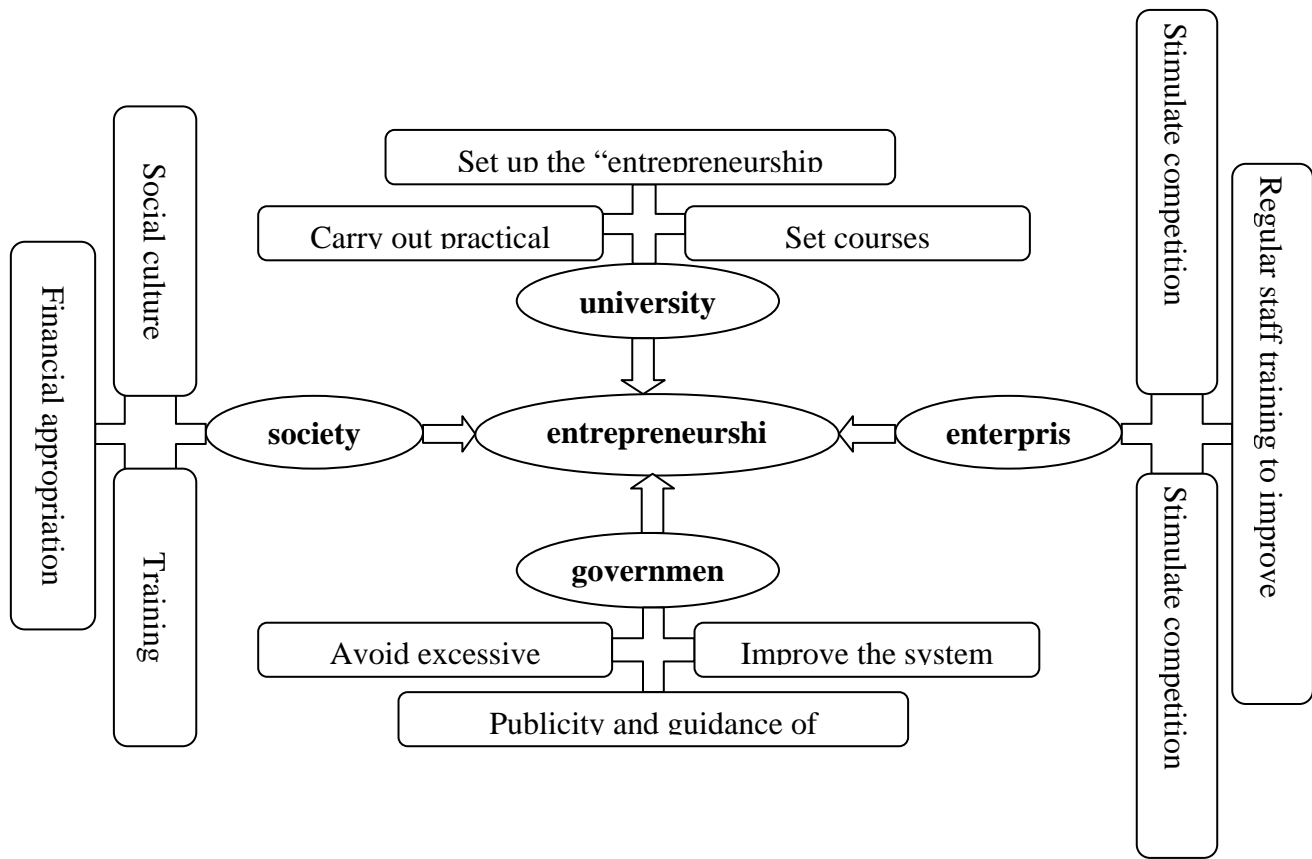 Set up the “entrepreneurship
Carry out practical
Set courses
university
Social culture
Financial appropriation
Training
society
entrepreneurshi
enterpris
Stimulate competition
Regular staff training to improve
Stimulate competition
governmen
Avoid excessive
Improve the system
Publicity and guidance of